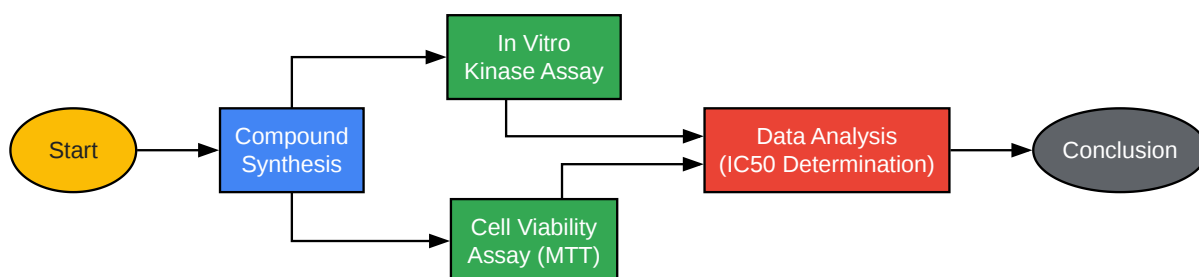 Start
Compound
Synthesis
In Vitro
Kinase Assay
Cell Viability
Assay (MTT)
Data Analysis
(IC50 Determination)
Conclusion